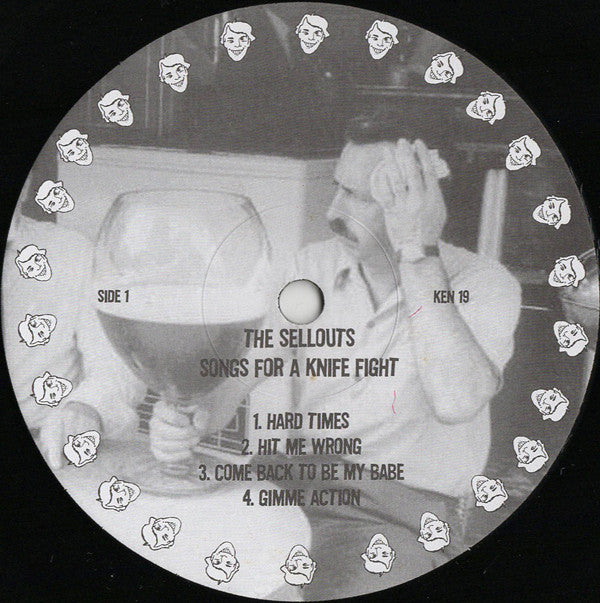 SIDE 1
KEN 19
THE SELLOUTS
SONGS FOR A KNIFE FIGHT
1. HARD TIMES
2. HIT ME WRONG
3. COME BACK TO BE MY BABE
4. GIMME ACTION